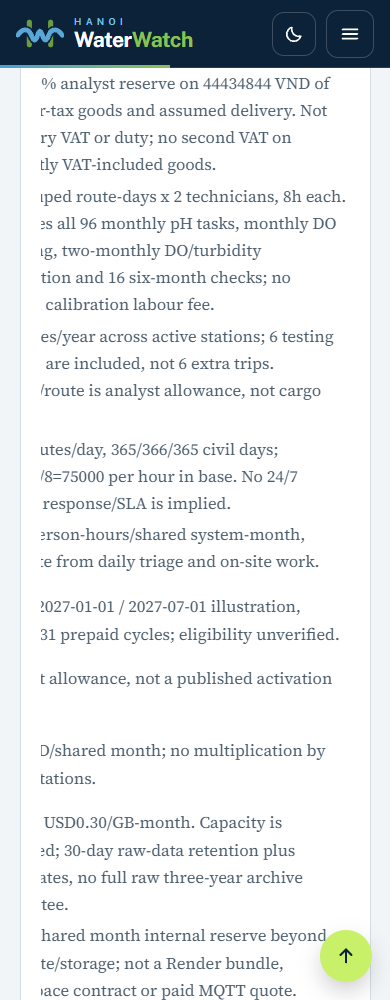 HANOI
WaterWatch
% analyst reserve on 44434844 VND of
r-tax goods and assumed delivery. Not
ry VAT or duty; no second VAT on
tly VAT-included goods.
uped route-days x 2 technicians, 8h each.
es all 96 monthly pH tasks, monthly DO
ng, two-monthly DO/turbidity
tion and 16 six-month checks; no
calibration labour fee.
es/year across active stations; 6 testing
are included, not 6 extra trips.
/route is analyst allowance, not cargo
utes/day, 365/366/365 civil days;
/8=75000 per hour in base. No 24/7
response/SLA is implied.
erson-hours/shared system-month,
te from daily triage and on-site work.
2027-01-01 / 2027-07-01 illustration,
31 prepaid cycles; eligibility unverified.
t allowance, not a published activation
D/shared month; no multiplication by
tations.
USD0.30/GB-month. Capacity is
ed; 30-day raw-data retention plus
ates, no full raw three-year archive
tee.
hared month internal reserve beyond
te/storage; not a Render bundle,
pace contract or paid MQTT quote.